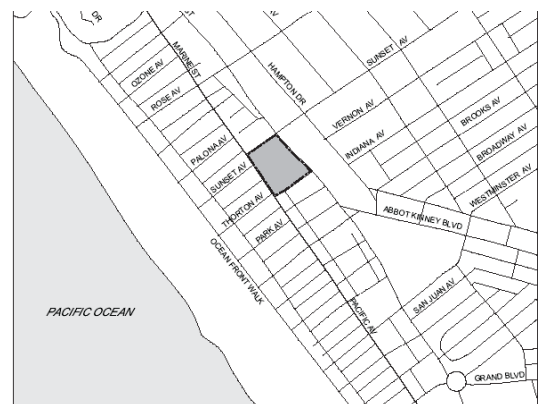 DR
ST
MARINE ST
OZONE AV
ROSE AV
HAMPTON DR
SUNSET AV
VERNON AV
BROOKS AV
INDIANA AV
BROADWAY AV
PALONA AV
SUNSET AV
WESTMINSTER AV
THORTON AV
ABBOT KINNEY BLVD
PARK AV
OCEAN FRONT WALK
PACIFIC OCEAN
PACIFIC AV
SAN JUAN AV
GRAND BLVD